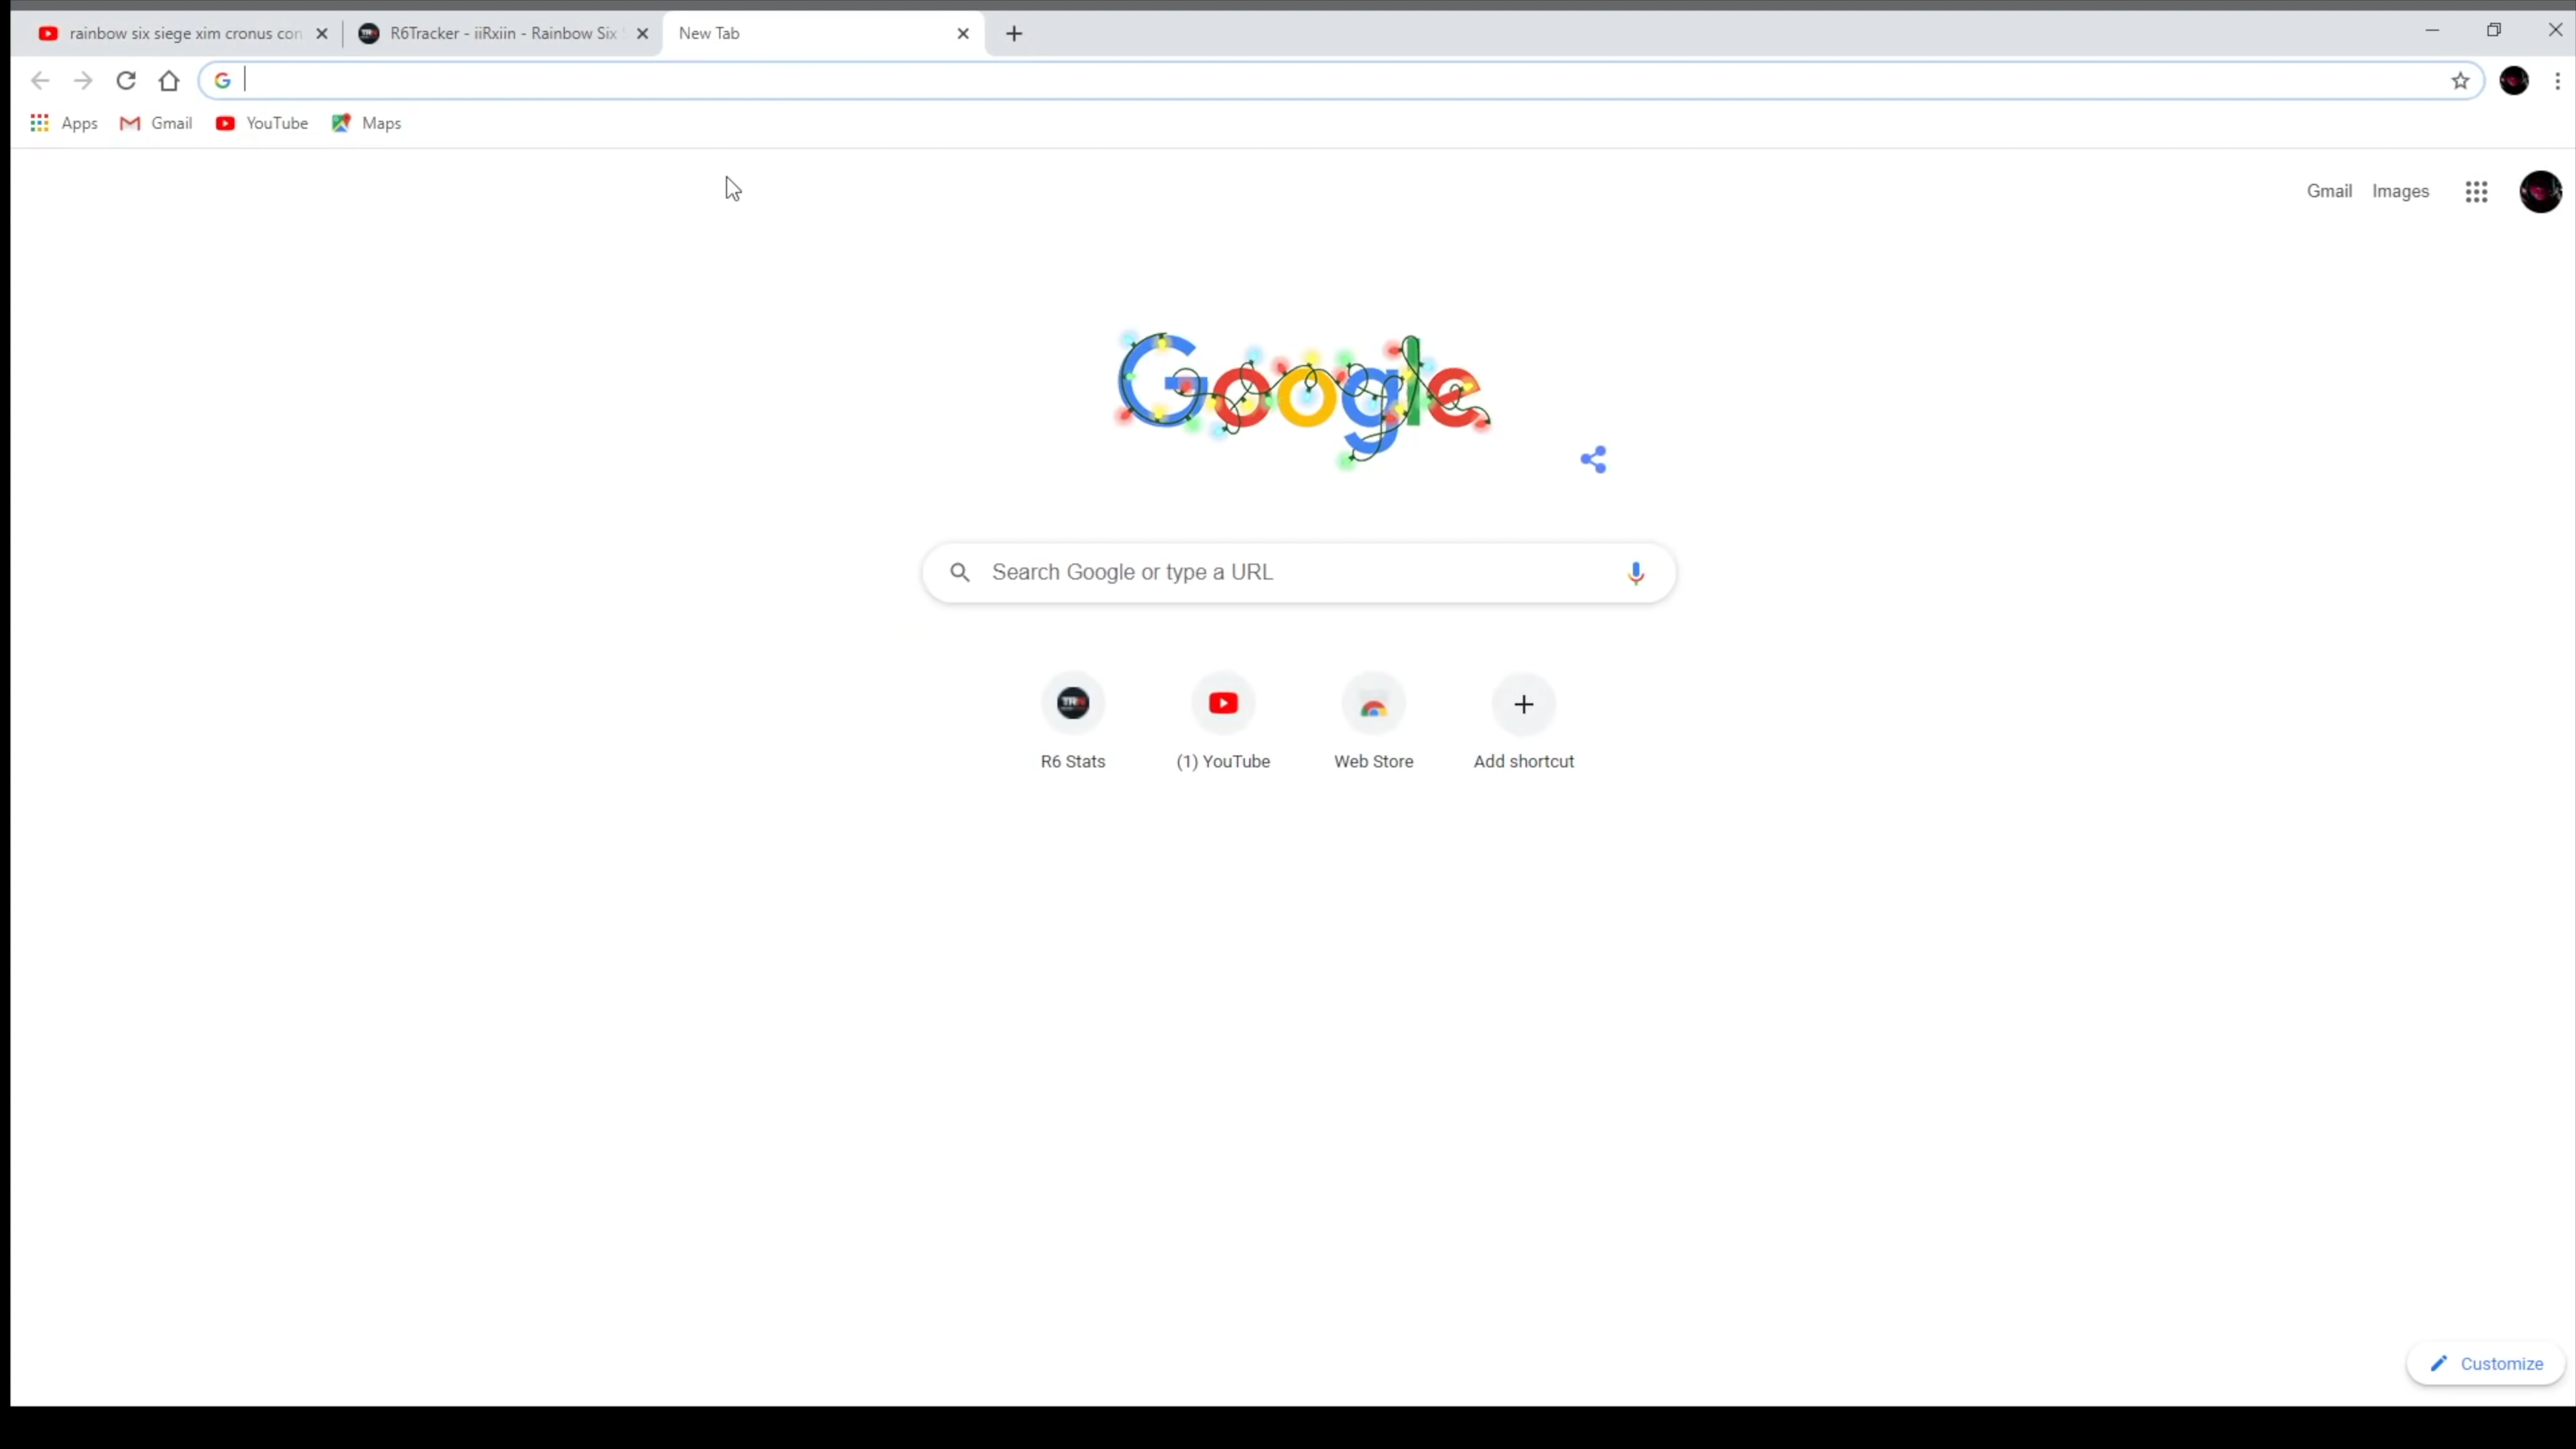 rainbow six siege xim cronus con
R6Tracker - iiRxiin - Rainbow Six
New Tab
Apps
Gmail
YouTube
Maps
Gmail
Images
Google
Search Google or type a URL
TRN
R6 Stats
(1) YouTube
Web Store
Add shortcut
Customize